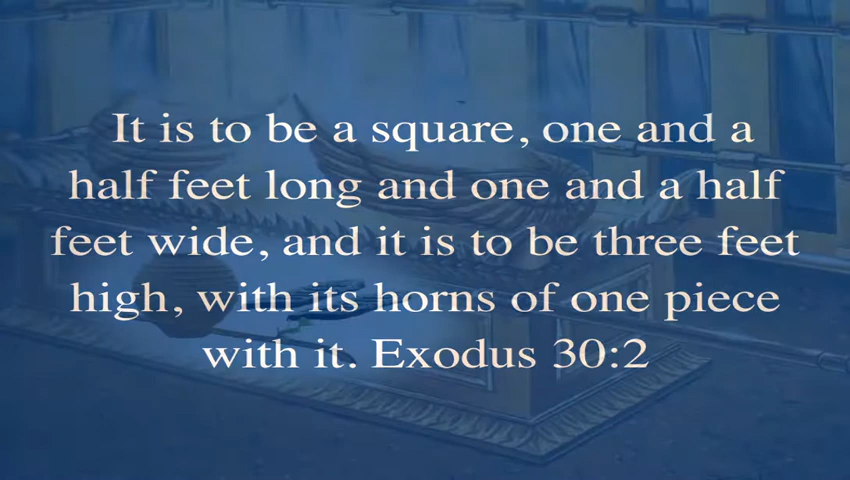 It is to be a square, one and a
half feet long and one and a half
feet wide, and it is to be three feet
high, with its horns of one piece
with it. Exodus 30:2